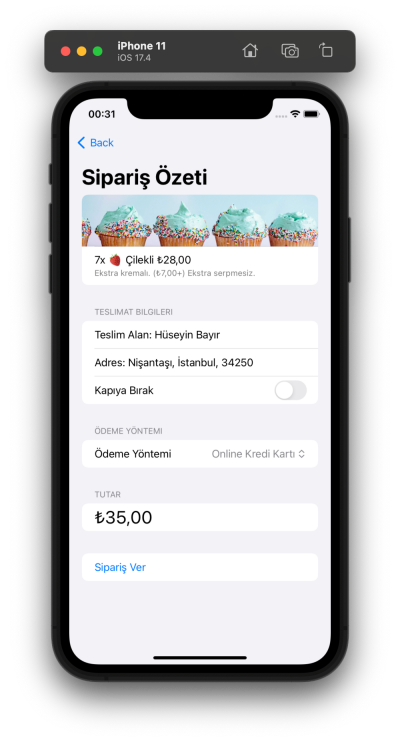 iPhone 11
iOS 17.4
00:31
Back
Sipariş Özeti
7x 🍓 Çilekli ₺28,00
Ekstra kremalı. (₺7,00+) Ekstra serpmesiz.
TESLIMAT BILGILERI
Teslim Alan: Hüseyin Bayır
Adres: Nişantaşı, İstanbul, 34250
Kapıya Bırak
ÖDEME YÖNTEMI
Ödeme Yöntemi Online Kredi Kartı
TUTAR
₺35,00
Sipariş Ver